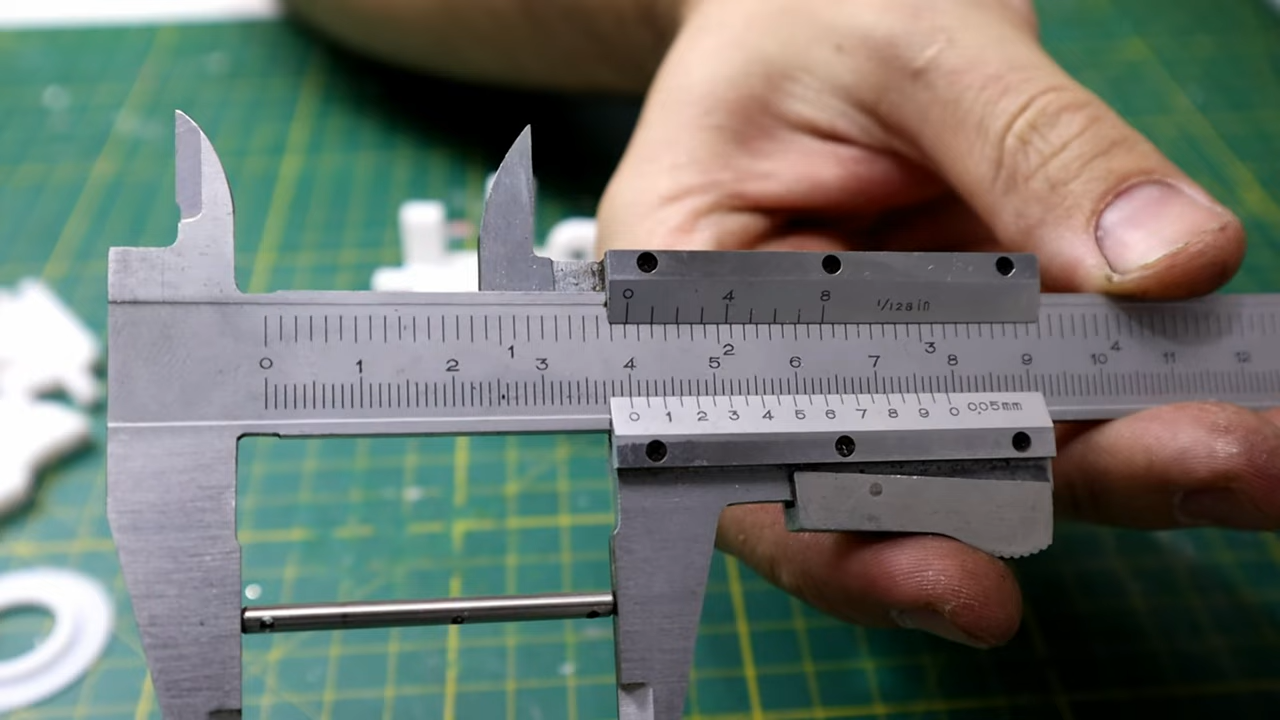 0 4 8 1/128 in
1 2 3 4
0 1 2 3 4 5 6 7 8 9 10 11 12
0 1 2 3 4 5 6 7 8 9 0 0,05mm